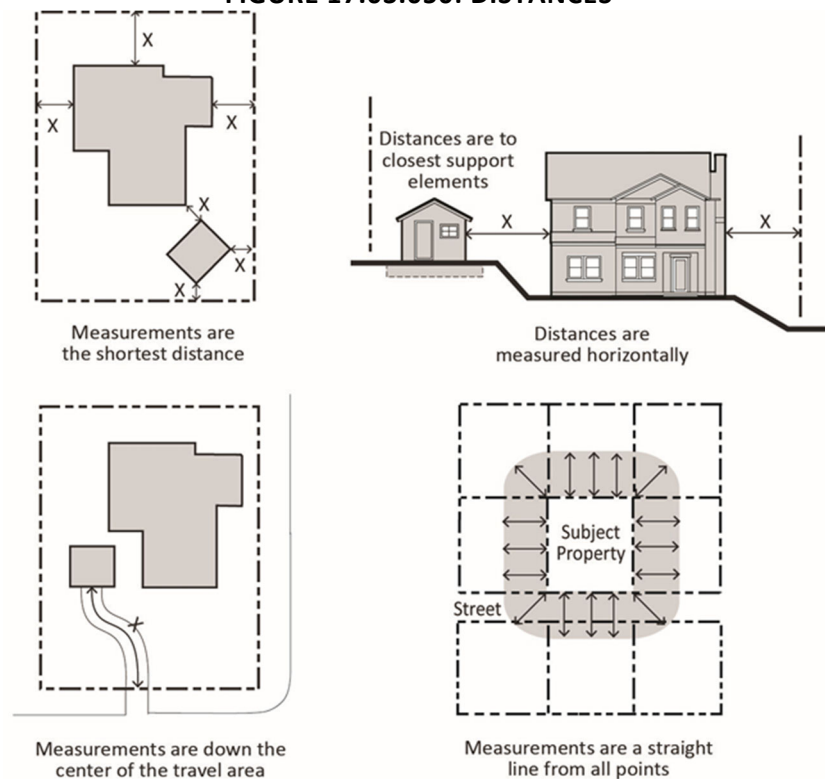 X
X
X
X
X
X
Measurements are
the shortest distance
Distances are to
closest support
elements
X
X
Distances are
measured horizontally
X
Measurements are down the
center of the travel area
Subject
Property
Street
Measurements are a straight
line from all points